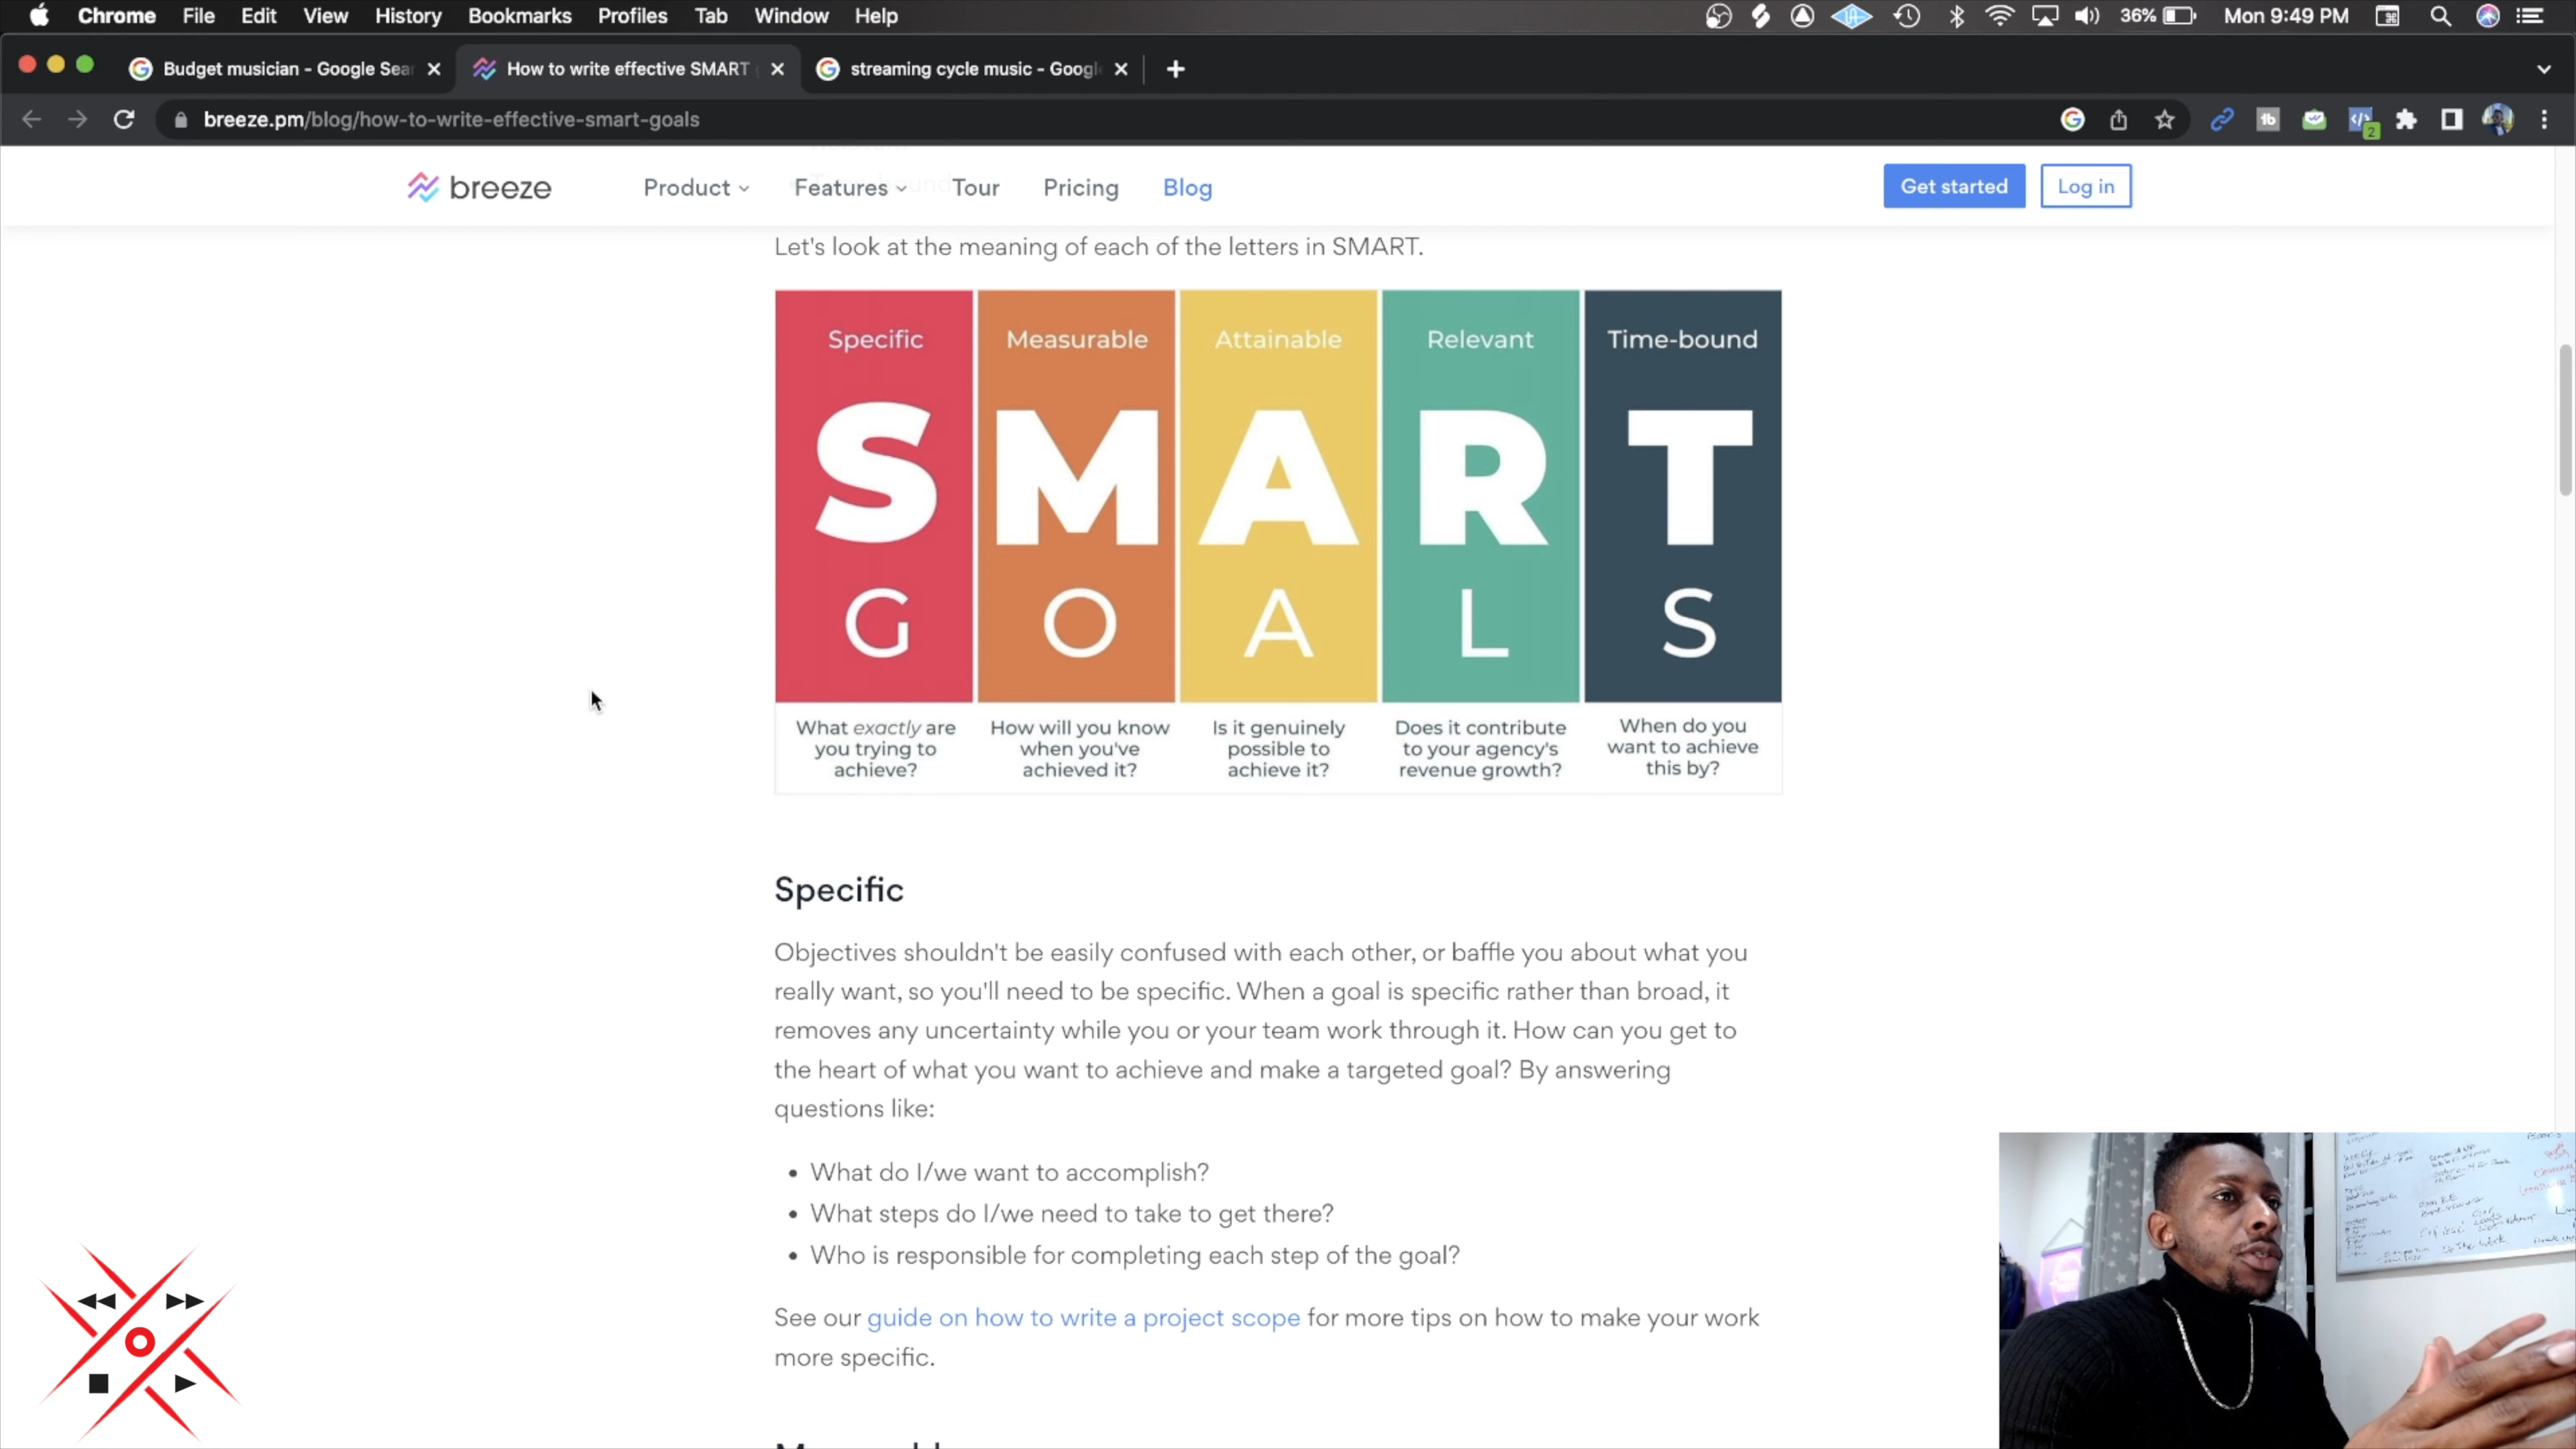 Chrome File Edit View History Bookmarks Profiles Tab Window Help 36% Mon 9:49 PM
Budget musician - Google Sear How to write effective SMART streaming cycle music - Googl
breeze.pm/blog/how-to-write-effective-smart-goals
2
breeze Product Features Tour Pricing Blog Get started Log in
Let's look at the meaning of each of the letters in SMART.
Specific Measurable Attainable Relevant Time-bound
S M A R T
G O A L S
What exactly are you trying to achieve?
How will you know when you've achieved it?
Is it genuinely possible to achieve it?
Does it contribute to your agency's revenue growth?
When do you want to achieve this by?
Specific
Objectives shouldn't be easily confused with each other, or baffle you about what you
really want, so you'll need to be specific. When a goal is specific rather than broad, it
removes any uncertainty while you or your team work through it. How can you get to
the heart of what you want to achieve and make a targeted goal? By answering
questions like:
• What do I/we want to accomplish?
• What steps do I/we need to take to get there?
• Who is responsible for completing each step of the goal?
See our guide on how to write a project scope for more tips on how to make your work
more specific.